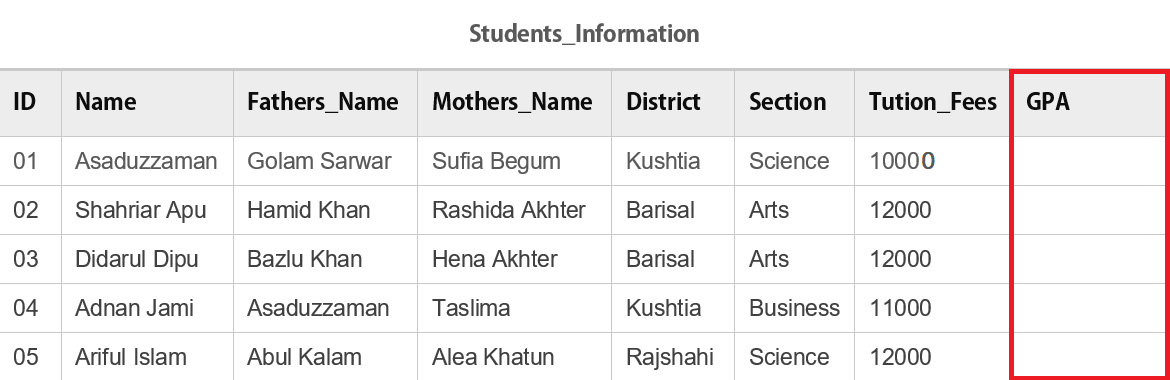 Students_Information
ID Name Fathers_Name Mothers_Name District Section Tution_Fees GPA
01 Asaduzzaman Golam Sarwar Sufia Begum Kushtia Science 10000
02 Shahriar Apu Hamid Khan Rashida Akhter Barisal Arts 12000
03 Didarul Dipu Bazlu Khan Hena Akhter Barisal Arts 12000
04 Adnan Jami Asaduzzaman Taslima Kushtia Business 11000
05 Ariful Islam Abul Kalam Alea Khatun Rajshahi Science 12000